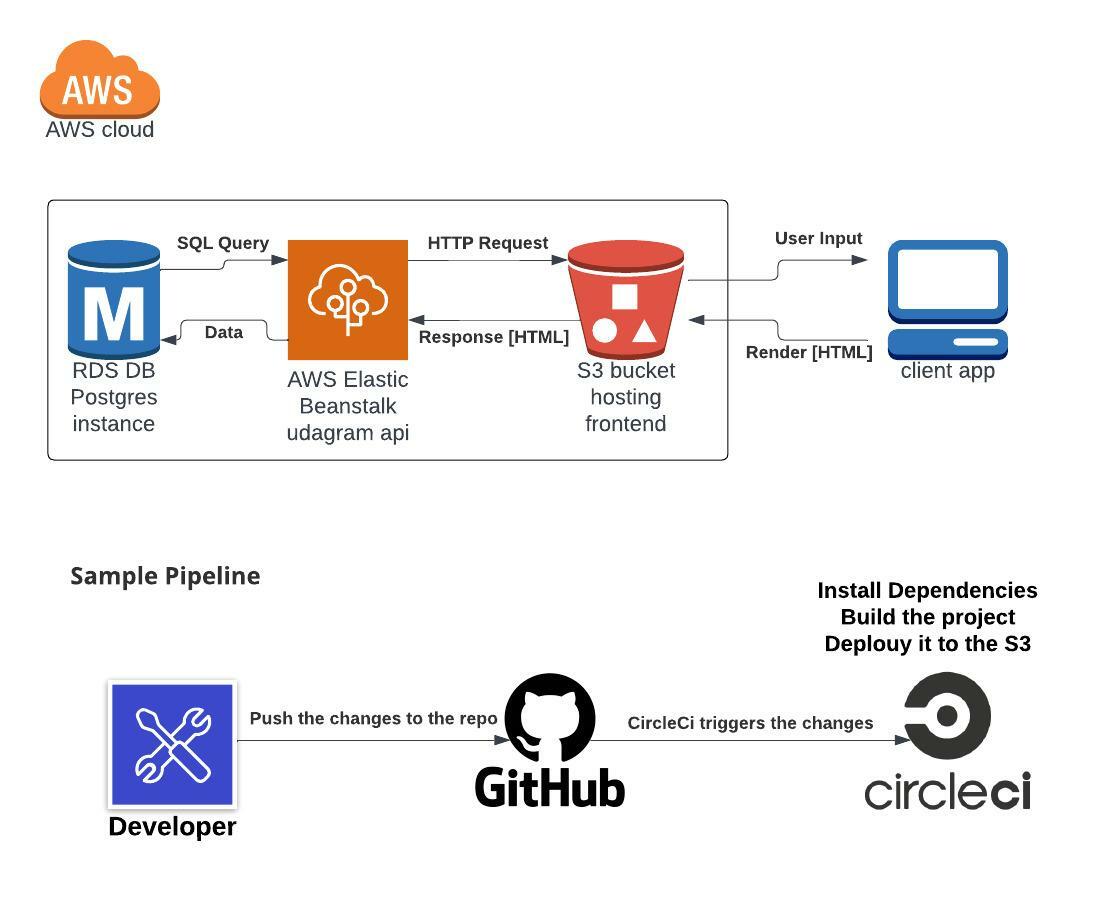 AWS
AWS cloud
SQL Query
HTTP Request
User Input
M
Data
Response [HTML]
Render [HTML]
RDS DB
Postgres
instance
AWS Elastic
Beanstalk
udagram api
S3 bucket
hosting
frontend
client app
Sample Pipeline
Install Dependencies
Build the project
Deplouy it to the S3
Push the changes to the repo
CircleCi triggers the changes
Developer
GitHub
circleci